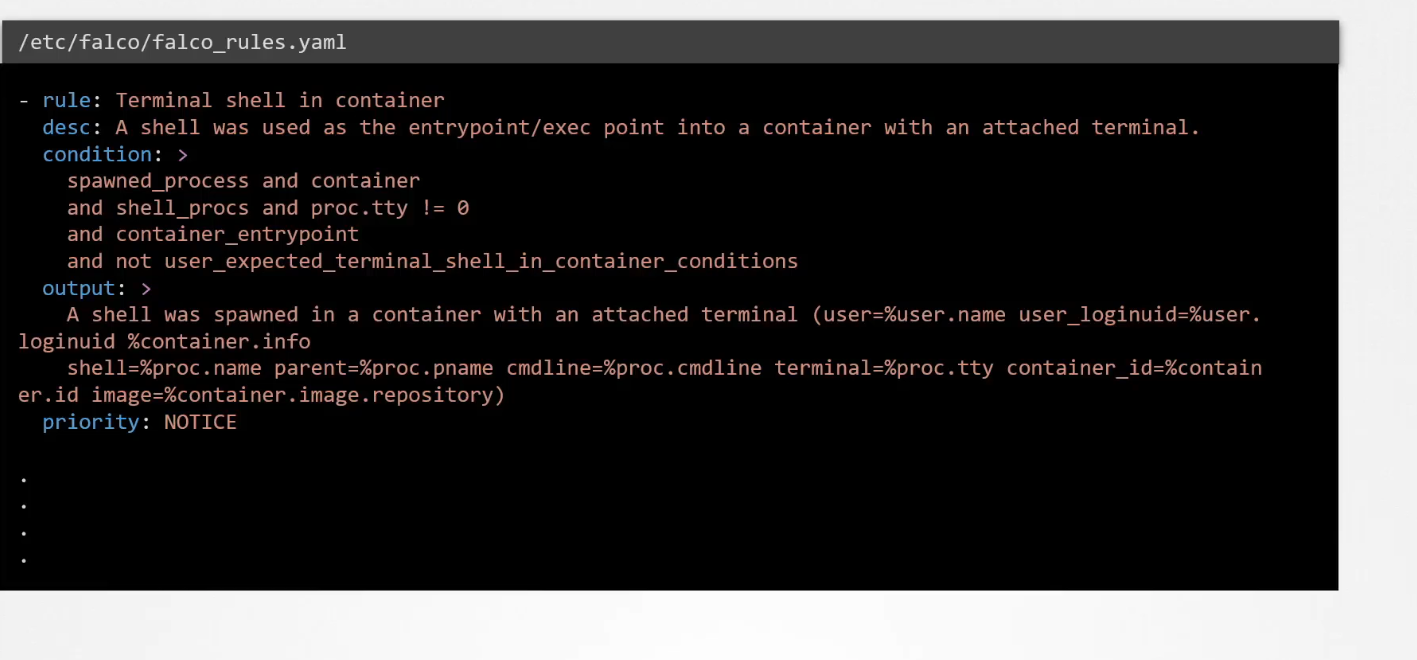 /etc/falco/falco_rules.yaml
- rule: Terminal shell in container
desc: A shell was used as the entrypoint/exec point into a container with an attached terminal.
condition: >
spawned_process and container
and shell_procs and proc.tty != 0
and container_entrypoint
and not user_expected_terminal_shell_in_container_conditions
output: >
A shell was spawned in a container with an attached terminal (user=%user.name user_loginuid=%user.
loginuid %container.info
shell=%proc.name parent=%proc.pname cmdline=%proc.cmdline terminal=%proc.tty container_id=%contain
er.id image=%container.image.repository)
priority: NOTICE
.
.
.
.